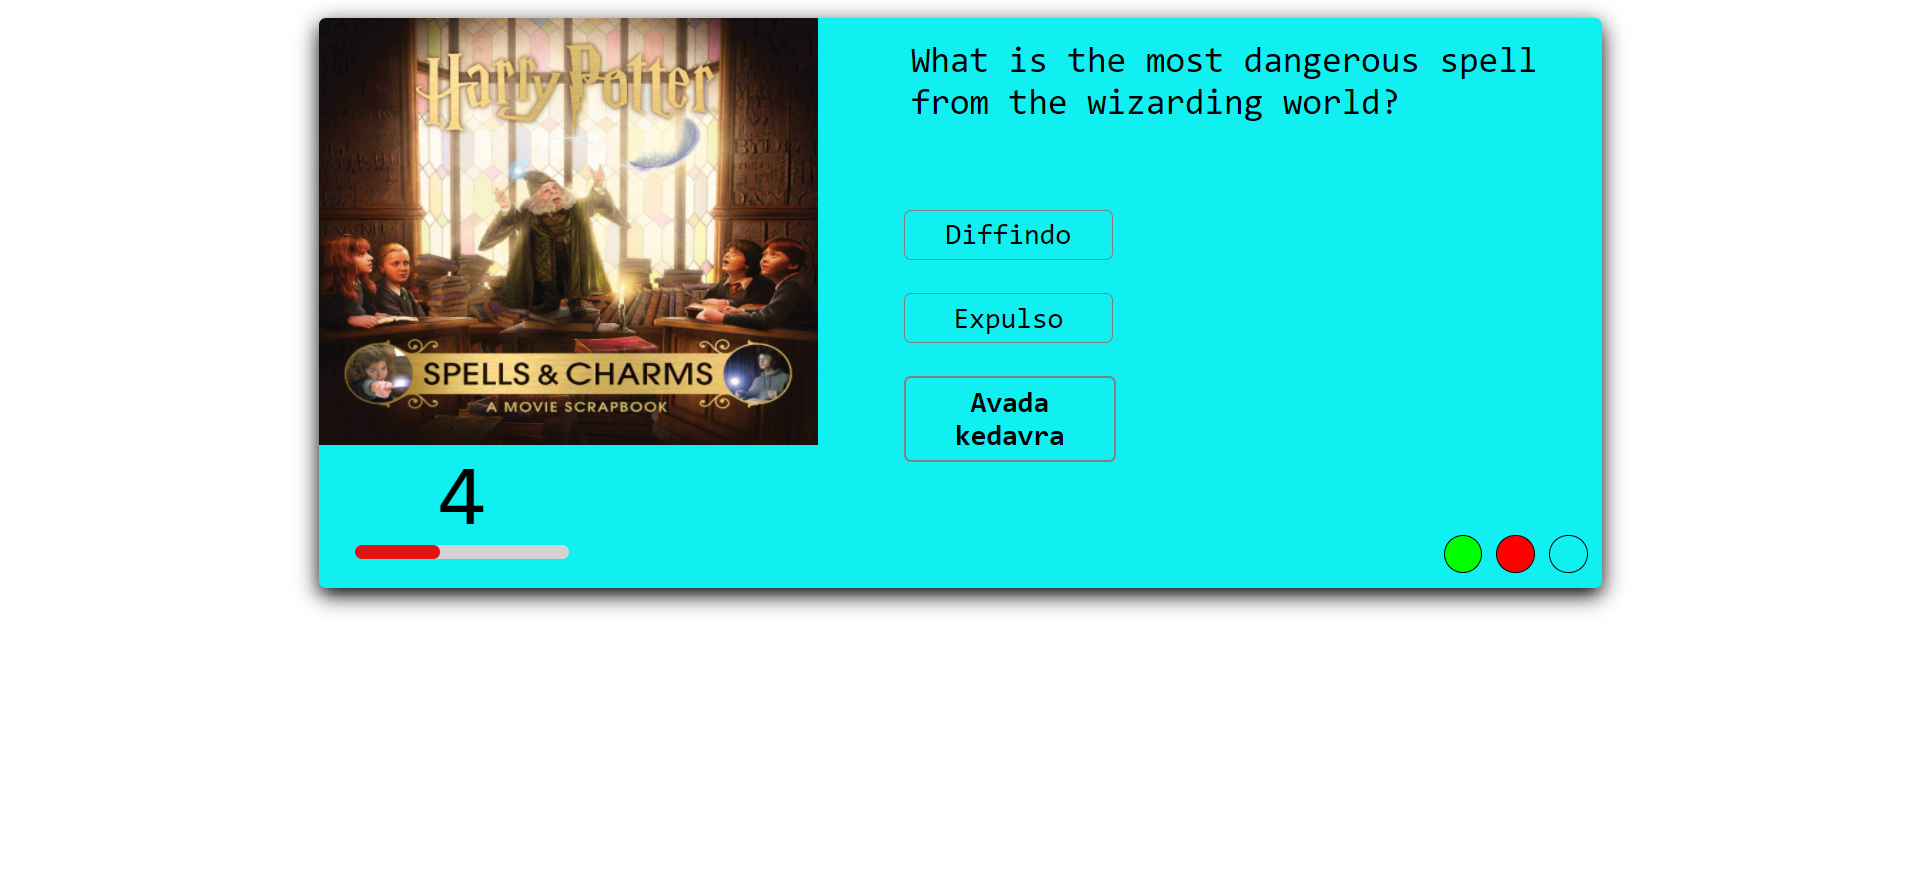 Harry Potter
SPELLS & CHARMS
A MOVIE SCRAPBOOK
4
What is the most dangerous spell
from the wizarding world?
Diffindo
Expulso
Avada
kedavra